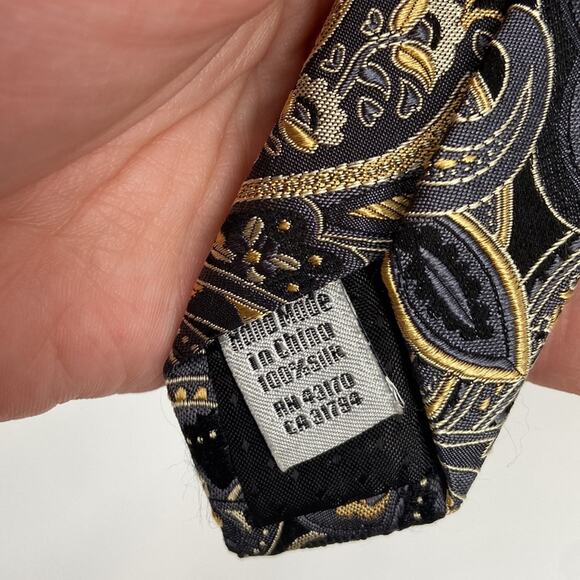 Hand Made
in China
100%Silk
RN 43170
CA 31794